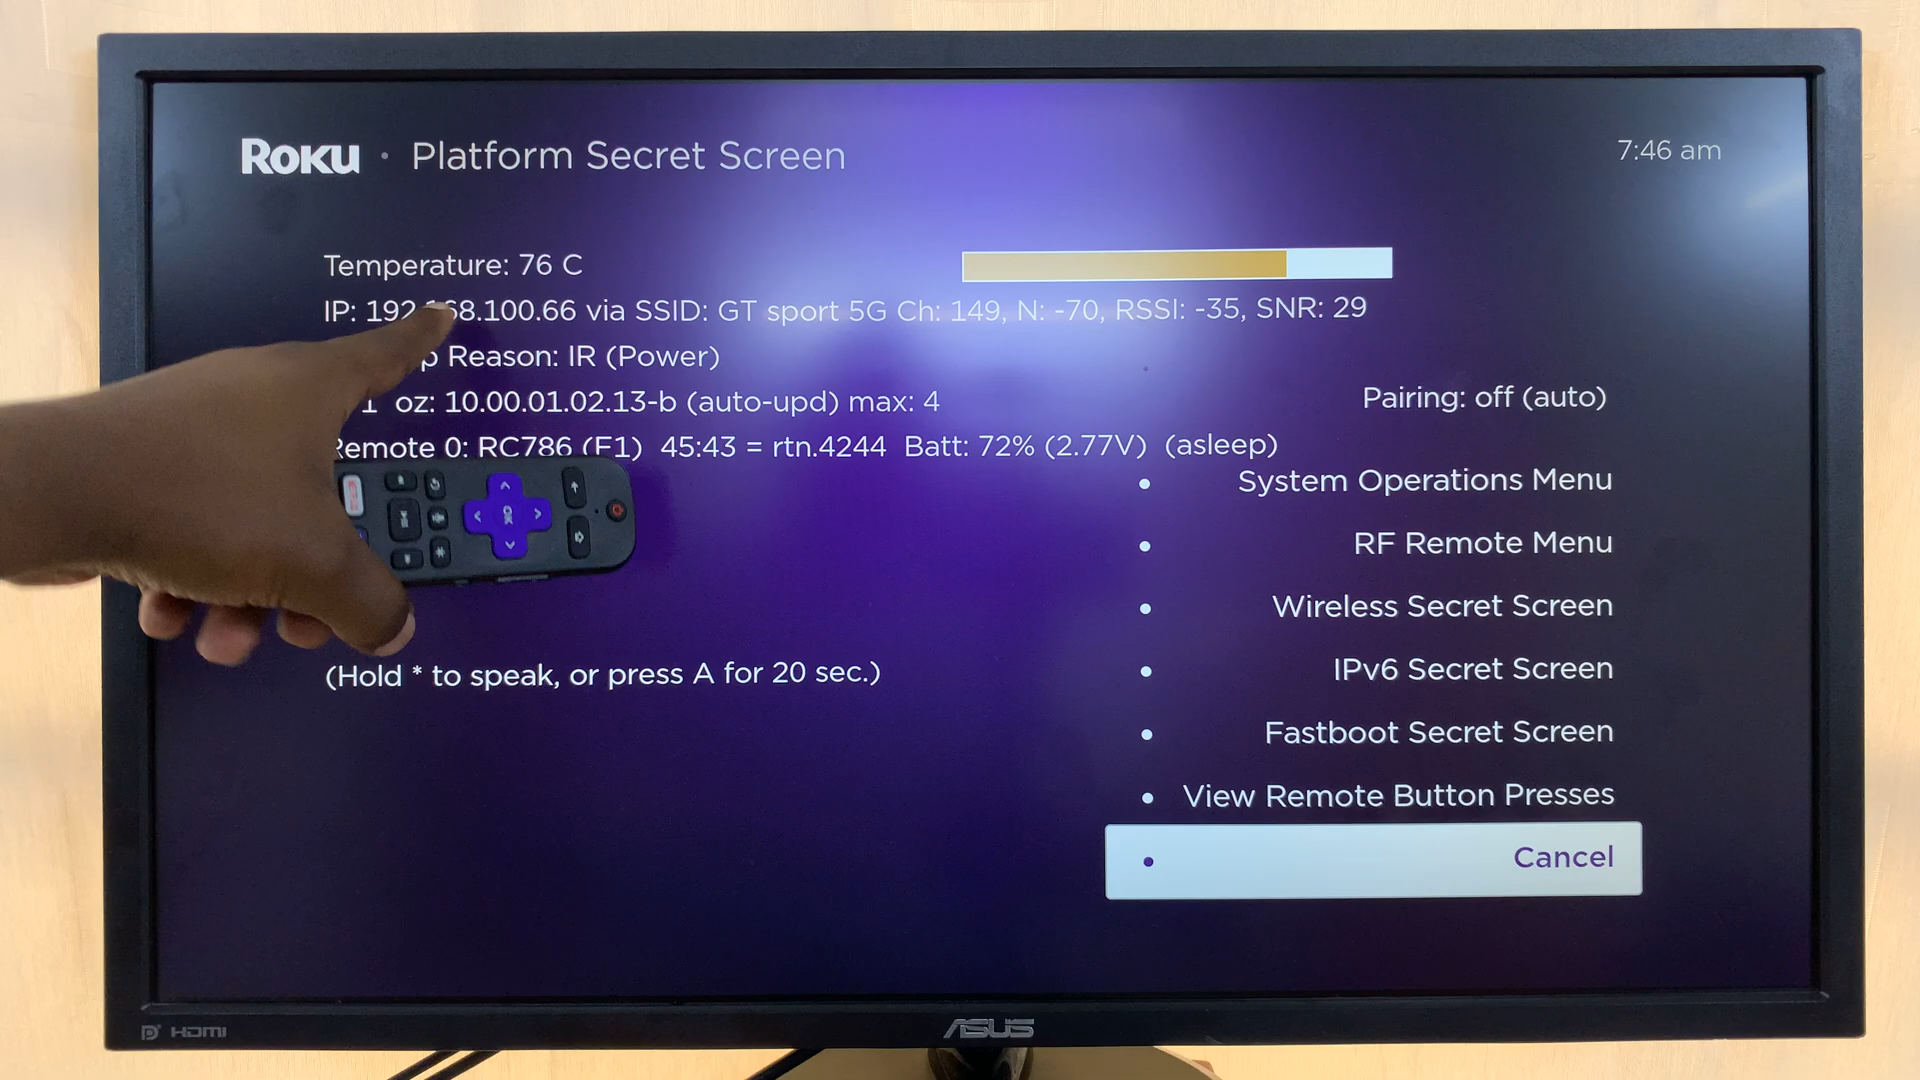 Roku • Platform Secret Screen
7:46 am
Temperature: 76 C
IP: 192.168.100.66 via SSID: GT sport 5G Ch: 149, N: -70, RSSI: -35, SNR: 29
Reason: IR (Power)
oz: 10.00.01.02.13-b (auto-upd) max: 4
Pairing: off (auto)
Remote 0: RC786 (F1) 45:43 = rtn.4244 Batt: 72% (2.77V) (asleep)
• System Operations Menu
• RF Remote Menu
• Wireless Secret Screen
• IPv6 Secret Screen
(Hold * to speak, or press A for 20 sec.)
• Fastboot Secret Screen
• View Remote Button Presses
• Cancel
OK
HDMI
ASUS